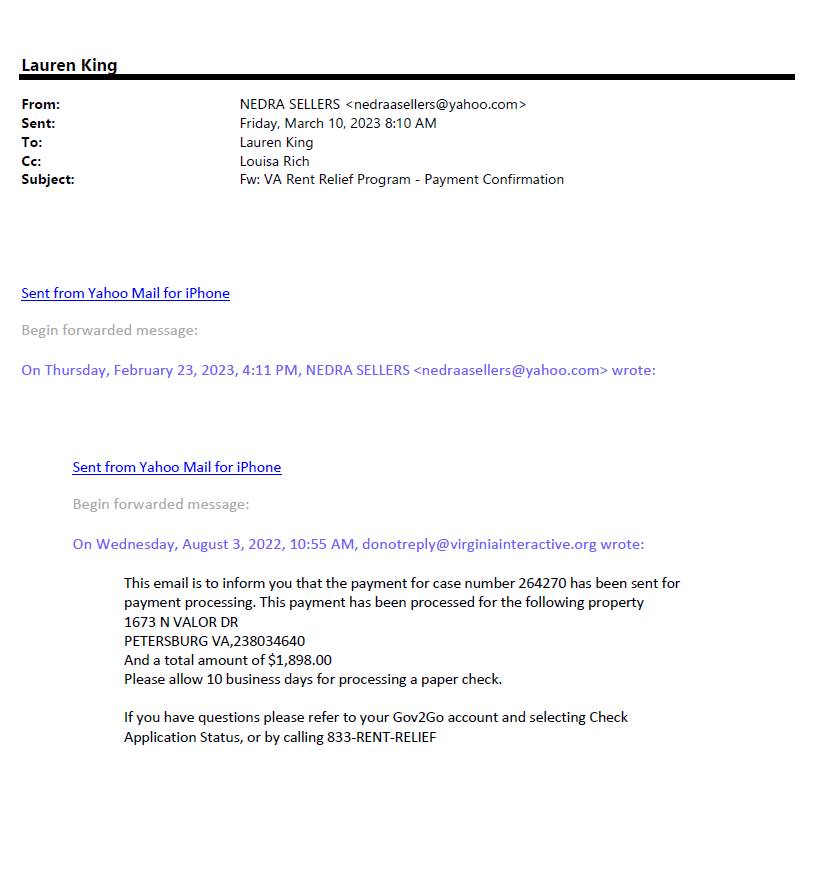 Lauren King
From: NEDRA SELLERS <nedraasellers@yahoo.com>
Sent: Friday, March 10, 2023 8:10 AM
To: Lauren King
Cc: Louisa Rich
Subject: Fw: VA Rent Relief Program - Payment Confirmation
Sent from Yahoo Mail for iPhone
Begin forwarded message:
On Thursday, February 23, 2023, 4:11 PM, NEDRA SELLERS <nedraasellers@yahoo.com> wrote:
Sent from Yahoo Mail for iPhone
Begin forwarded message:
On Wednesday, August 3, 2022, 10:55 AM, donotreply@virginiainteractive.org wrote:
This email is to inform you that the payment for case number 264270 has been sent for
payment processing. This payment has been processed for the following property
1673 N VALOR DR
PETERSBURG VA,238034640
And a total amount of $1,898.00
Please allow 10 business days for processing a paper check.
If you have questions please refer to your Gov2Go account and selecting Check
Application Status, or by calling 833-RENT-RELIEF